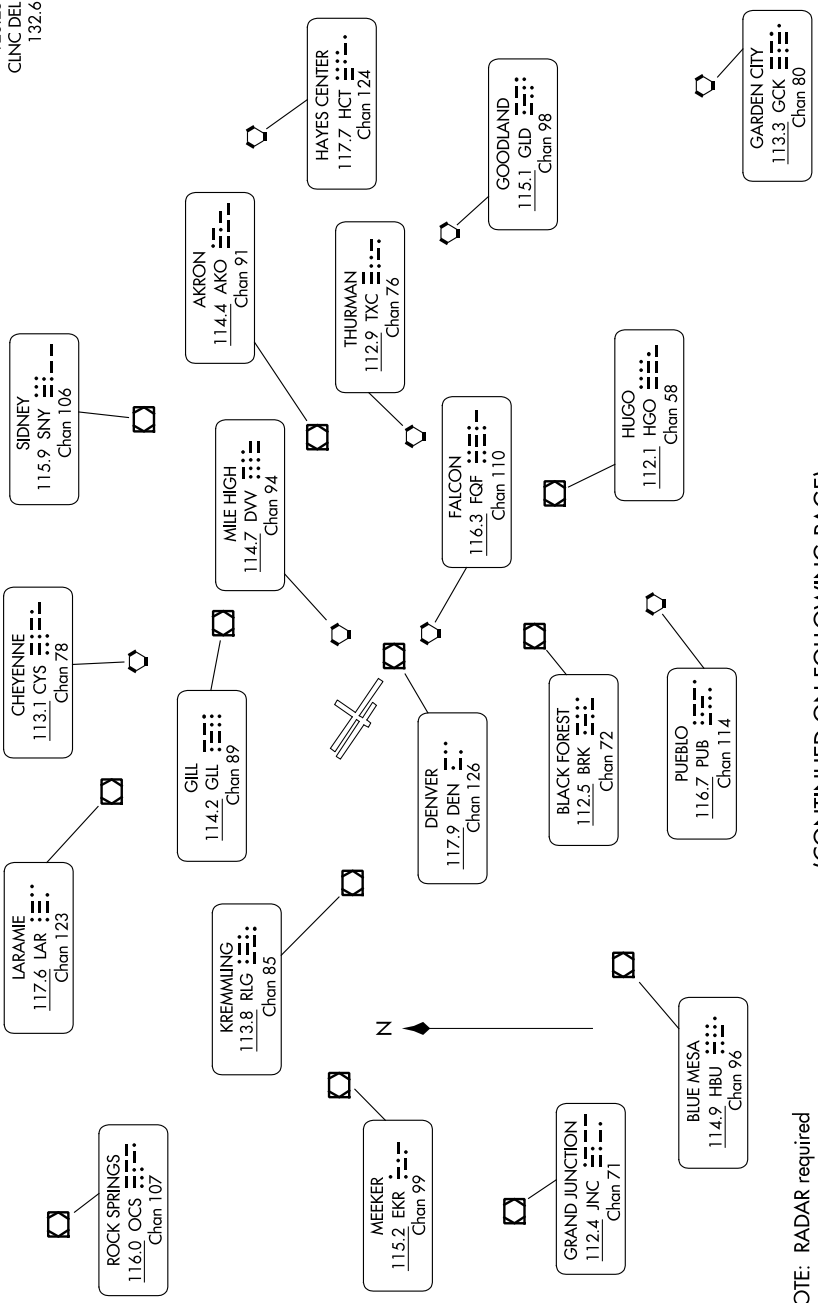 CLNC DEL
132.6
SIDNEY
115.9 SNY
Chan 106
CHEYENNE
113.1 CYS
Chan 78
LARAMIE
117.6 LAR
Chan 123
ROCK SPRINGS
116.0 OCS
Chan 107
HAYES CENTER
117.7 HCT
Chan 124
AKRON
114.4 AKO
Chan 91
MILE HIGH
114.7 DVV
Chan 94
GILL
114.2 GLL
Chan 89
KREMMLING
113.8 RLG
Chan 85
THURMAN
112.9 TXC
Chan 76
GOODLAND
115.1 GLD
Chan 98
FALCON
116.3 FQF
Chan 110
DENVER
117.9 DEN
Chan 126
N
MEEKER
115.2 EKR
Chan 99
GARDEN CITY
113.3 GCK
Chan 80
HUGO
112.1 HGO
Chan 58
BLACK FOREST
112.5 BRK
Chan 72
GRAND JUNCTION
112.4 JNC
Chan 71
PUEBLO
116.7 PUB
Chan 114
BLUE MESA
114.9 HBU
Chan 96
OTE: RADAR required